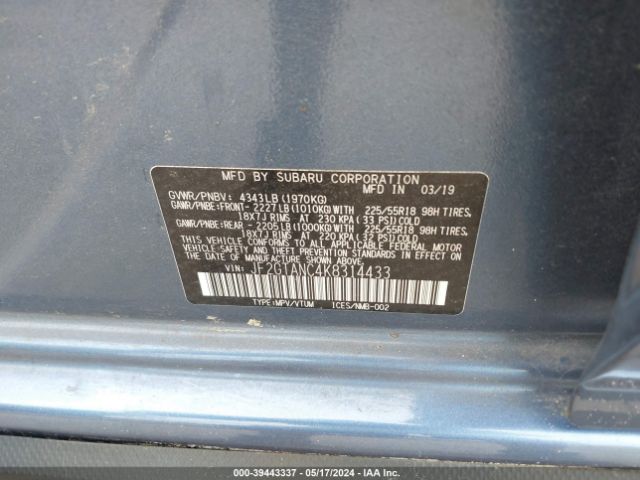 MFD BY SUBARU CORPORATION
MFD. IN 03/19
GVWR/PNBV: 4343LB(1970KG)
GAWR/PNBE:FRONT- 2227LB(1010KG)WITH 225/55R18 98H TIRES,
18X7J RIMS AT 230 KPA(33 PSI)COLD
GAWR/PNBE:REAR - 2205LB(1000KG)WITH 225/55R18 98H TIRES,
18X7J RIMS AT 220 KPA(33 PSI)COLD
THIS VEHICLE CONFORMS TO ALL APPLICABLE FEDERAL MOTOR
VEHICLE-SAFETY AND THEFT-PREVENTION STANDARDS IN EFFECT ON
THE DATE OF MANUFACTURE SHOWN ABOVE.
VIN: JF2GTANC4K8314433
TYPE:MPV/VTUM ICES/NMB-002
000-39443337 - 05/17/2024 - IAA Inc.